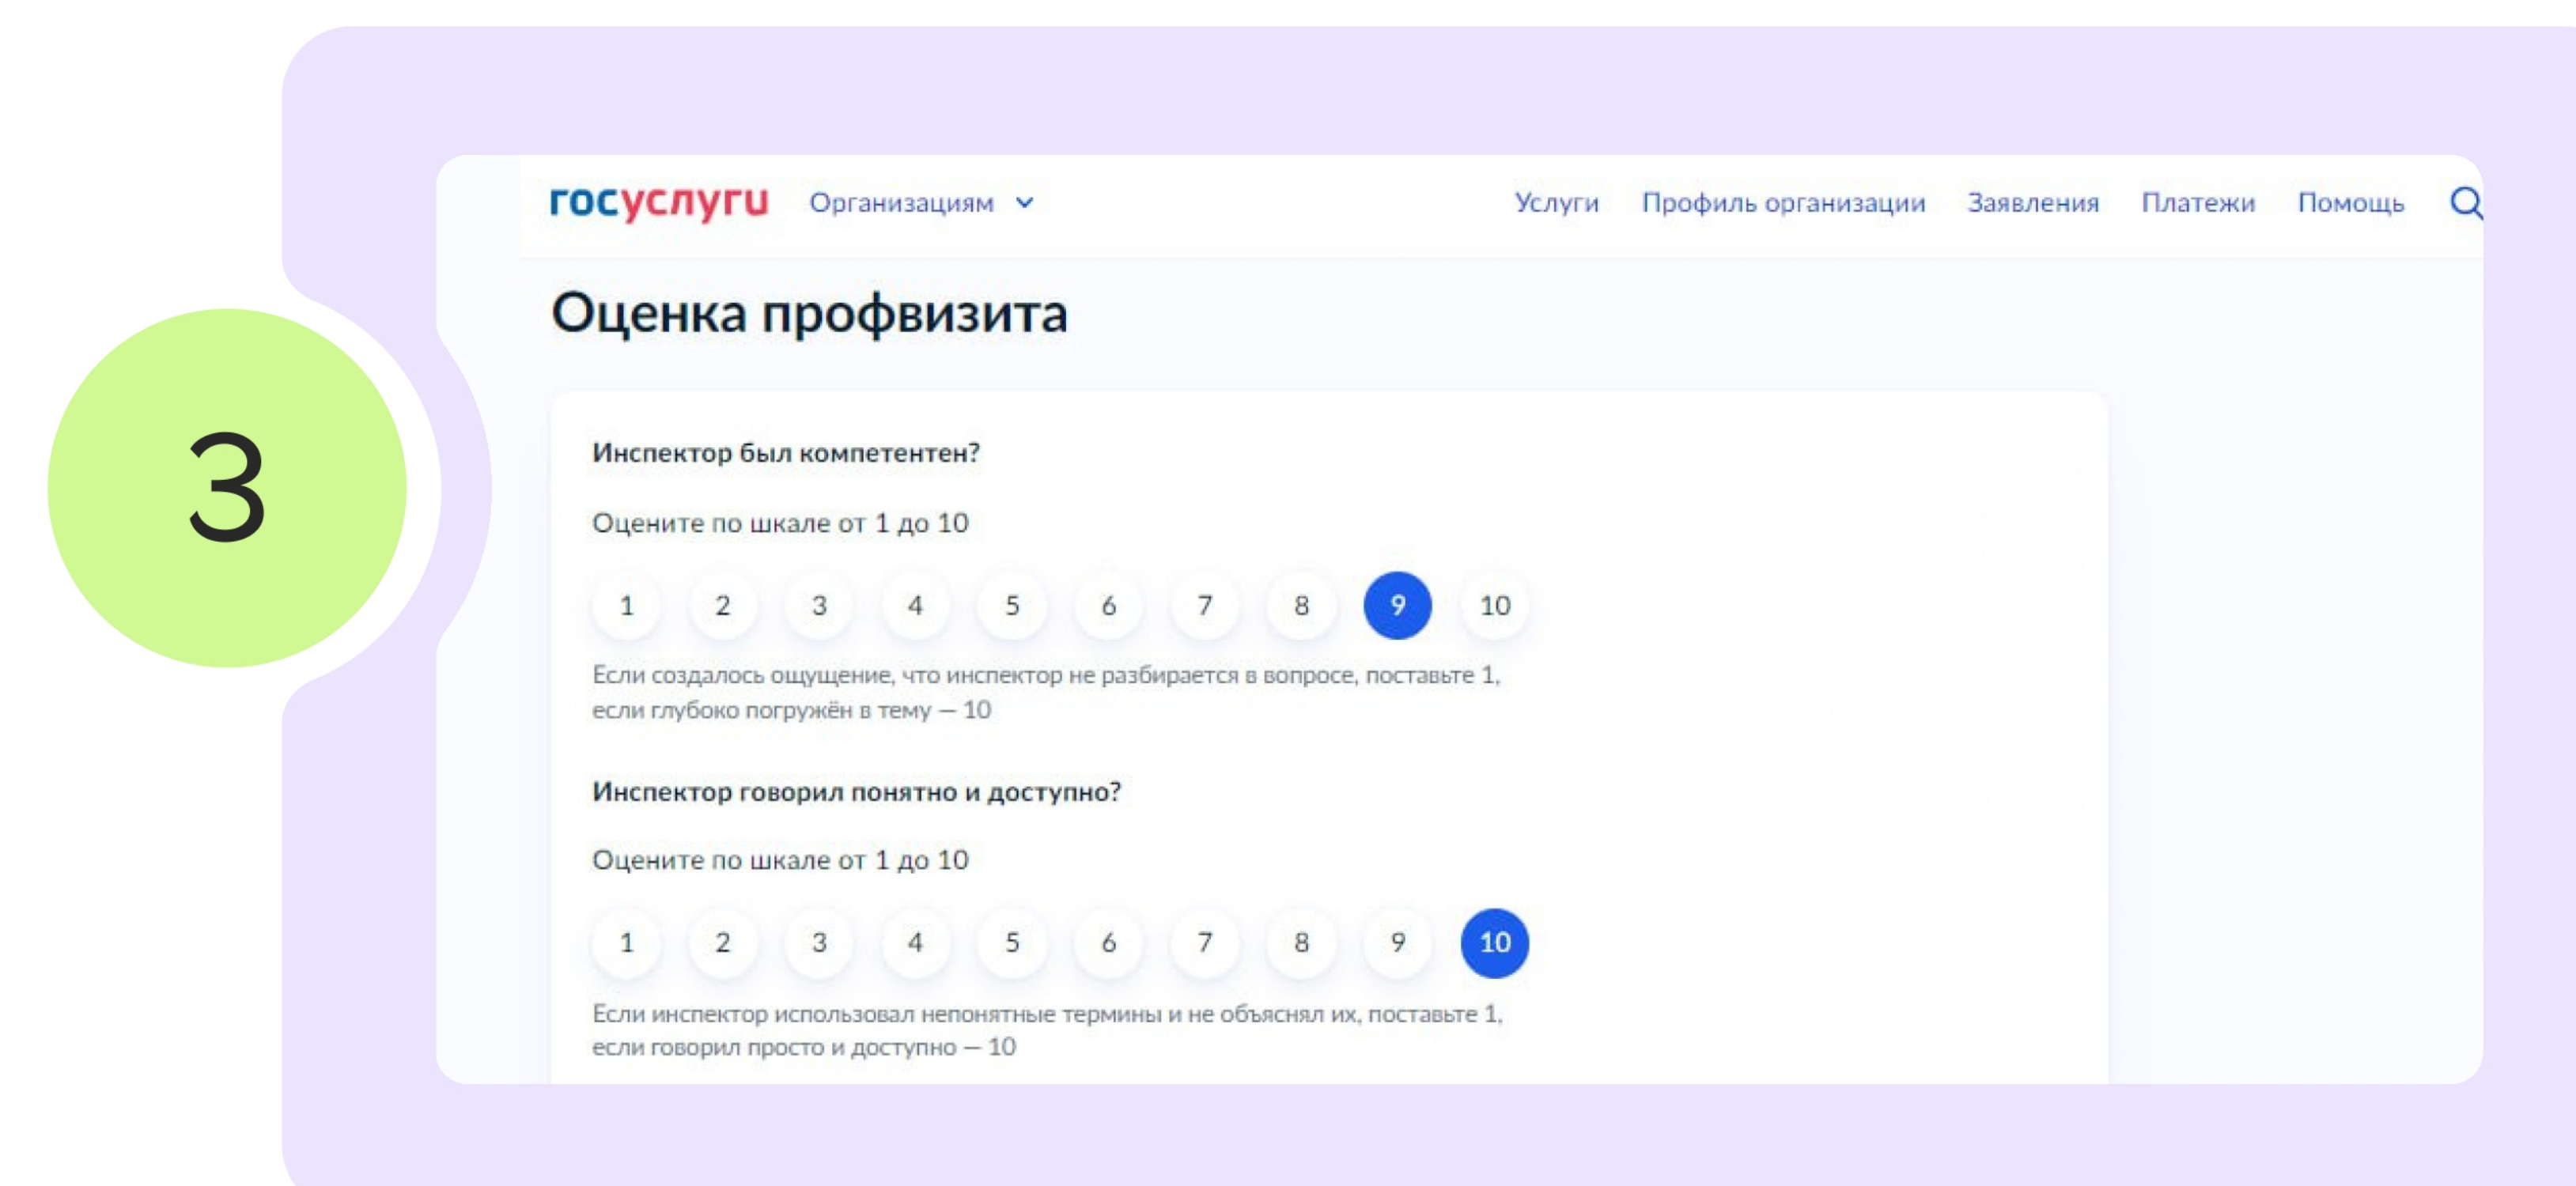 госуслуги Организациям Услуги Профиль организации Заявления Платежи Помощь
Оценка профвизита
3
Инспектор был компетентен?
Оцените по шкале от 1 до 10
1 2 3 4 5 6 7 8 9 10
Если создалось ощущение, что инспектор не разбирается в вопросе, поставьте 1,
если глубоко погружён в тему — 10
Инспектор говорил понятно и доступно?
Оцените по шкале от 1 до 10
1 2 3 4 5 6 7 8 9 10
Если инспектор использовал непонятные термины и не объяснял их, поставьте 1,
если говорил просто и доступно — 10